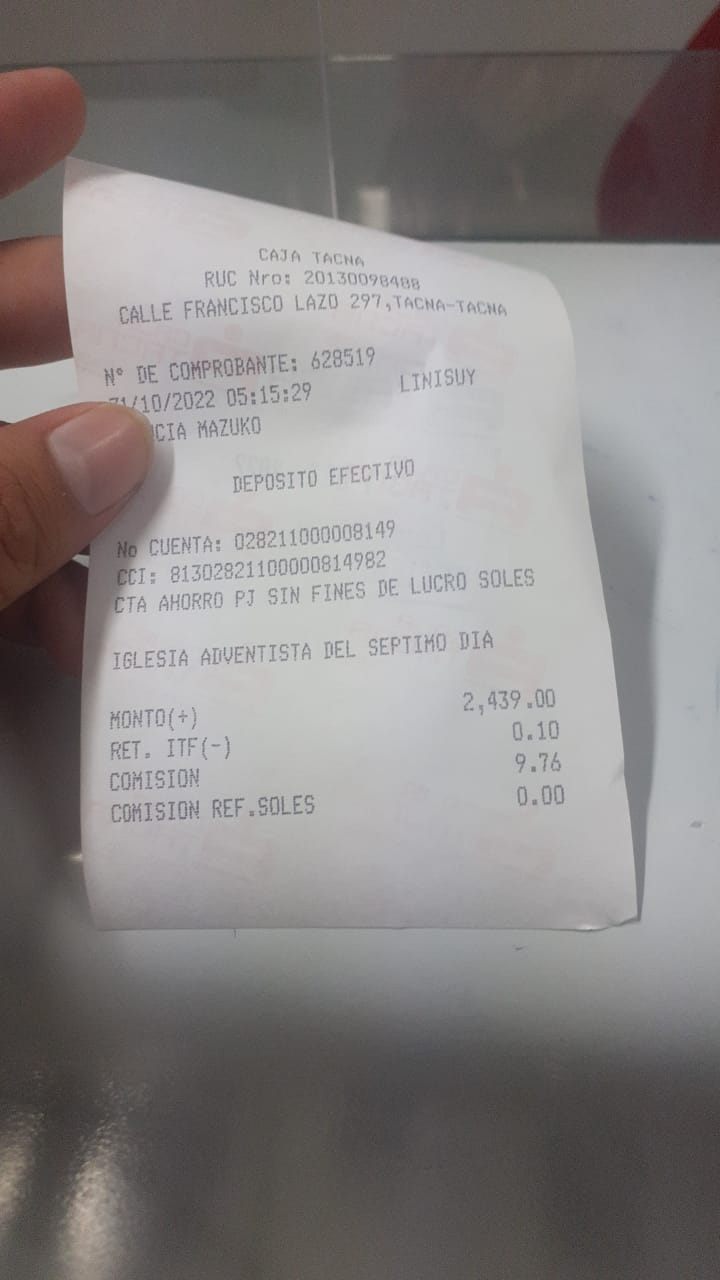 CAJA TACNA
RUC Nro: 20130098488
CALLE FRANCISCO LAZO 297,TACNA-TACNA
Nº DE COMPROBANTE: 628519
/10/2022 05:15:29 LINISUY
CIA MAZUKO
DEPOSITO EFECTIVO
No CUENTA: 028211000008149
CCI: 81302821100000814982
CTA AHORRO PJ SIN FINES DE LUCRO SOLES
IGLESIA ADVENTISTA DEL SEPTIMO DIA
MONTO(+) 2,439.00
RET. ITF(-) 0.10
COMISION 9.76
COMISION REF.SOLES 0.00